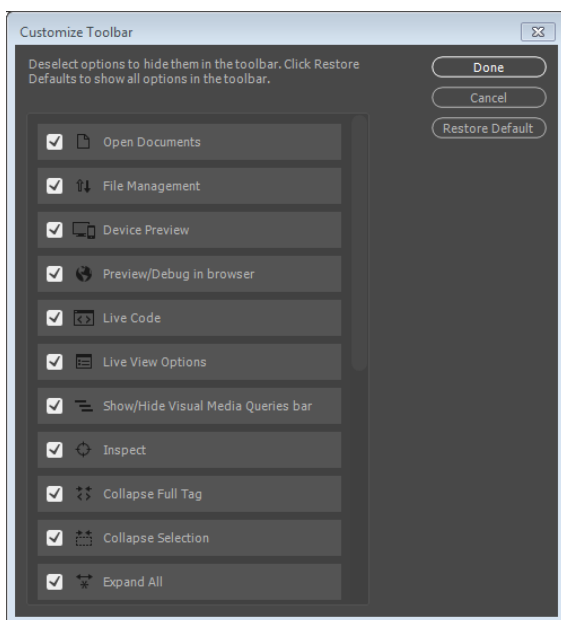 Customize Toolbar
Deselect options to hide them in the toolbar. Click Restore
Defaults to show all options in the toolbar.
Done
Cancel
Restore Default
Open Documents
File Management
Device Preview
Preview/Debug in browser
Live Code
Live View Options
Show/Hide Visual Media Queries bar
Inspect
Collapse Full Tag
Collapse Selection
Expand All